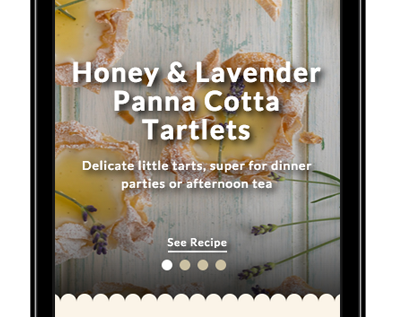 Honey & Lavender
Panna Cotta
Tartlets
Delicate little tarts, super for dinner
parties or afternoon tea
See Recipe